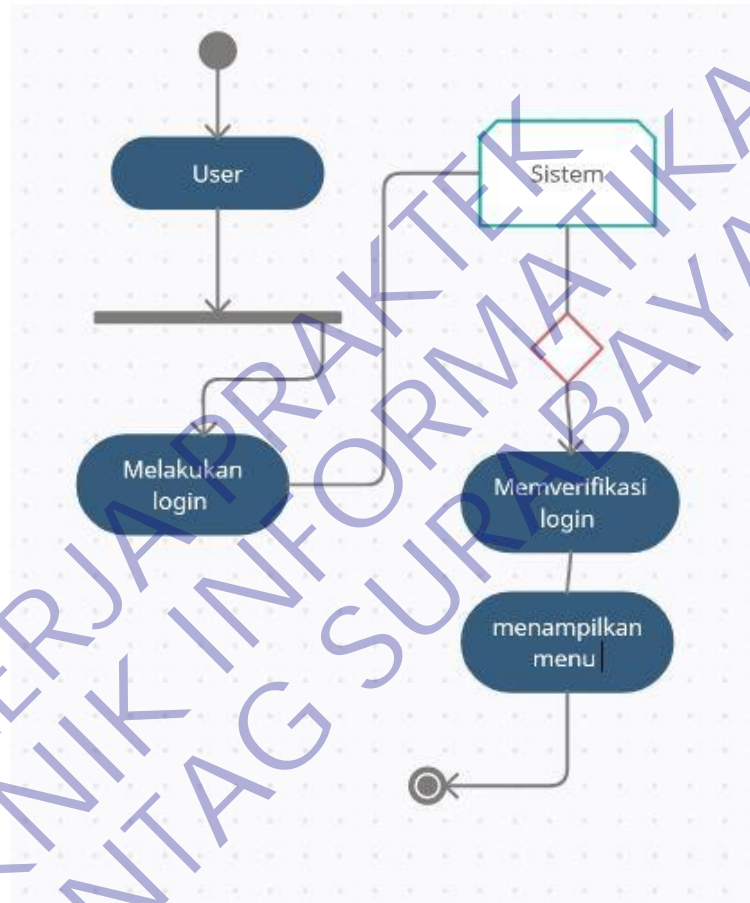 User
Sistem
Melakukan
login
Memverifikasi
login
menampilkan
menu
KERJA PRAKTEK
TEKNIK INFORMATIKA
UNTAG SURABAYA